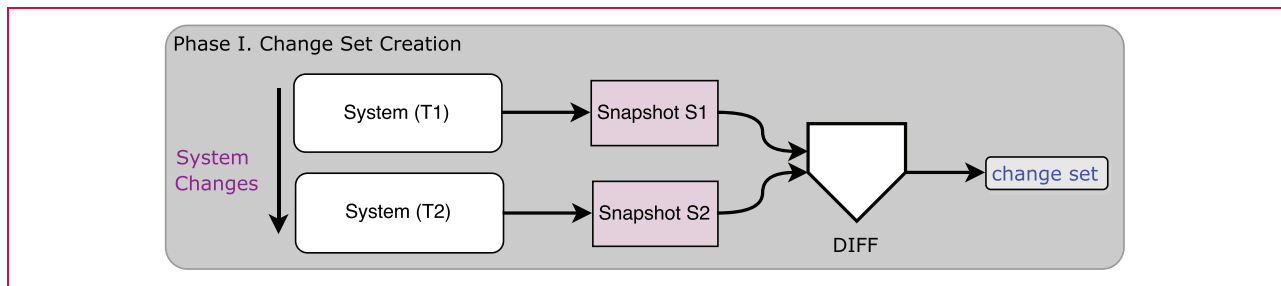 Phase I. Change Set Creation
System (T1)
Snapshot S1
System
Changes
change set
System (T2)
Snapshot S2
DIFF